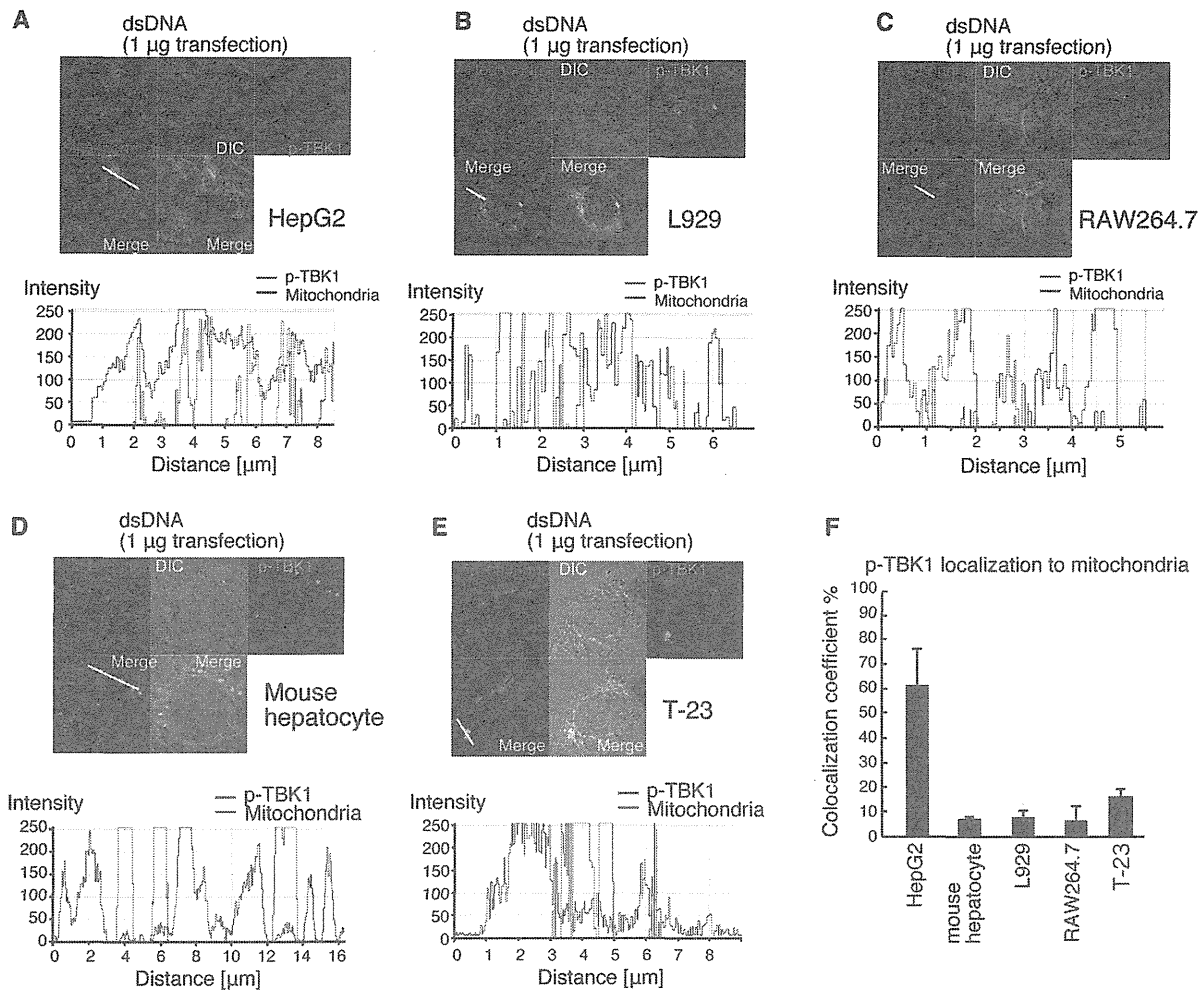 A
dsDNA
(1 µg transfection)
DIC
p-TBK1
Merge
Merge
HepG2
Intensity
p-TBK1
Mitochondria
250
200
150
100
50
0
0 1 2 3 4 5 6 7 8
Distance [µm]
B
dsDNA
(1 µg transfection)
DIC
p-TBK1
Merge
Merge
L929
Intensity
p-TBK1
Mitochondria
250
200
150
100
50
0
0 1 2 3 4 5 6
Distance [µm]
C
dsDNA
(1 µg transfection)
DIC
p-TBK1
Merge
Merge
RAW264.7
Intensity
p-TBK1
Mitochondria
250
200
150
100
50
0
0 1 2 3 4 5
Distance [µm]
D
dsDNA
(1 µg transfection)
DIC
p-TBK1
Merge
Merge
Mouse
hepatocyte
Intensity
p-TBK1
Mitochondria
250
200
150
100
50
0
0 2 4 6 8 10 12 14 16
Distance [µm]
E
dsDNA
(1 µg transfection)
DIC
p-TBK1
Merge
Merge
T-23
Intensity
p-TBK1
Mitochondria
250
200
150
100
50
0
0 1 2 3 4 5 6 7 8
Distance [µm]
F
p-TBK1 localization to mitochondria
Colocalization coefficient %
100
90
80
70
60
50
40
30
20
10
0
HepG2
mouse
hepatocyte
L929
RAW264.7
T-23